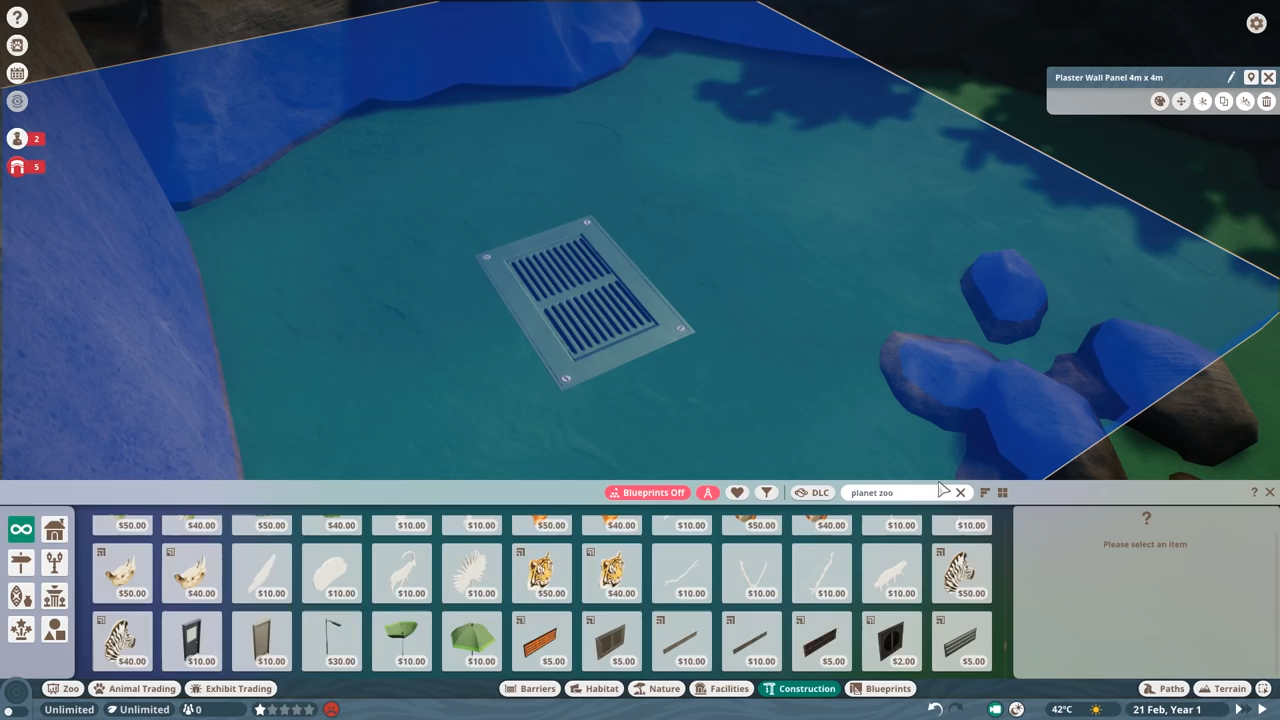 Plaster Wall Panel 4m x 4m
2
5
Blueprints Off
DLC
planet zoo
?
Please select an item
$50.00 $40.00 $50.00 $40.00 $10.00 $10.00 $50.00 $40.00 $10.00 $50.00 $40.00 $10.00 $10.00
$50.00 $40.00 $10.00 $10.00 $10.00 $10.00 $50.00 $40.00 $10.00 $10.00 $10.00 $10.00 $50.00
$40.00 $10.00 $10.00 $30.00 $10.00 $10.00 $5.00 $5.00 $10.00 $10.00 $5.00 $2.00 $5.00
Zoo Animal Trading Exhibit Trading Barriers Habitat Nature Facilities Construction Blueprints Paths Terrain
Unlimited Unlimited 0 42°C 21 Feb, Year 1